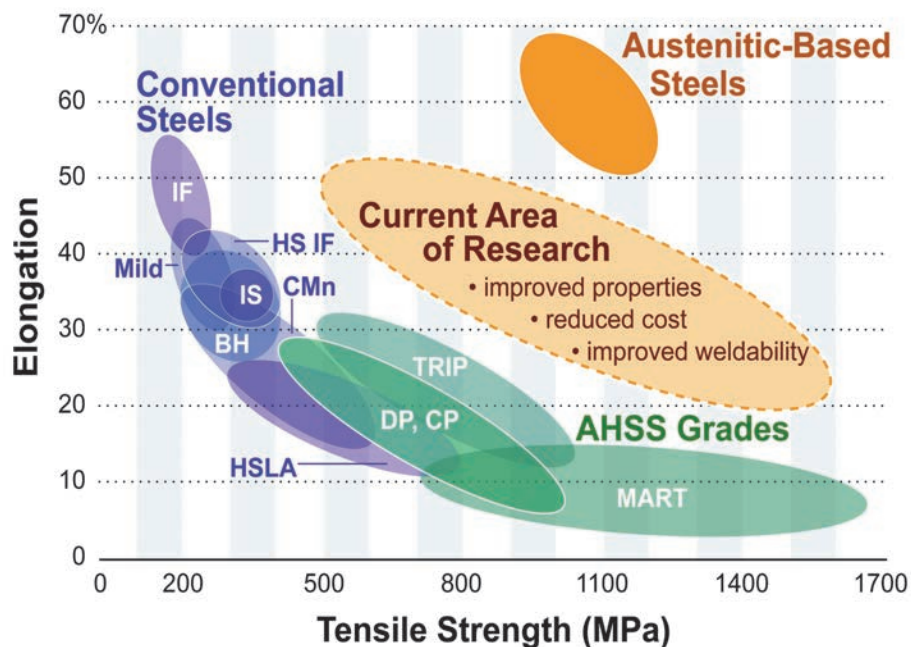 70%
60
50
40
30
20
10
0
Elongation
0
200
500
800
1100
1400
1700
Tensile Strength (MPa)
Conventional
Steels
IF
Mild
HS IF
IS
CMn
BH
HSLA
Austenitic-Based
Steels
Current Area
of Research
• improved properties
• reduced cost
• improved weldability
TRIP
DP, CP
AHSS Grades
MART